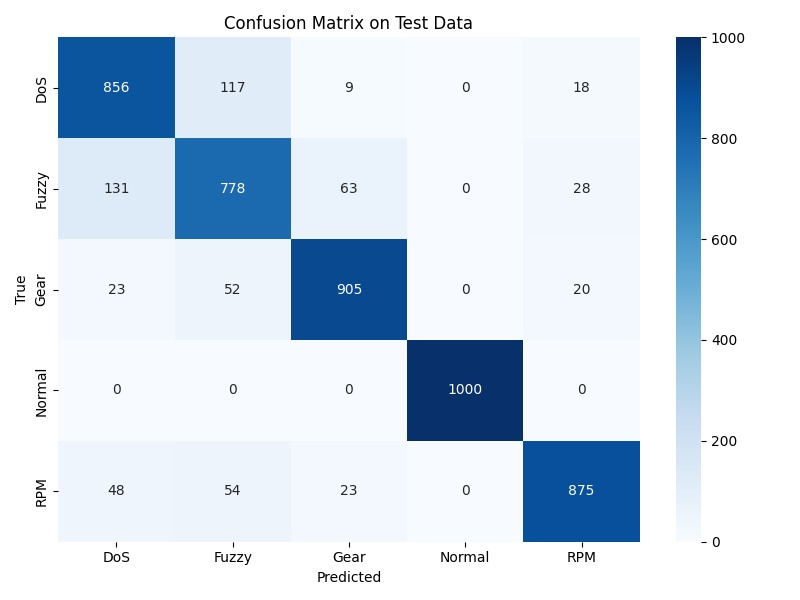 Confusion Matrix on Test Data
DoS 856 117 9 0 18
Fuzzy 131 778 63 0 28
Gear 23 52 905 0 20
Normal 0 0 0 1000 0
RPM 48 54 23 0 875
True
DoS Fuzzy Gear Normal RPM
Predicted
1000
800
600
400
200
0